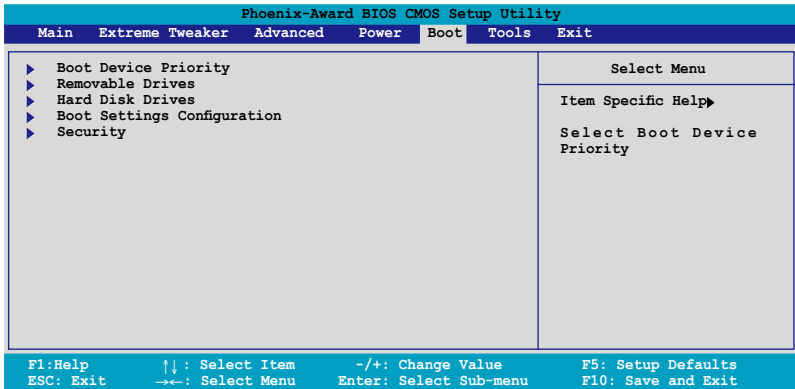 Phoenix-Award BIOS CMOS Setup Utility
Main Extreme Tweaker Advanced Power Boot Tools Exit
Boot Device Priority
Removable Drives
Hard Disk Drives
Boot Settings Configuration
Security
Select Menu
Item Specific Help
Select Boot Device
Priority
F1:Help ↑↓: Select Item -/+: Change Value F5: Setup Defaults
ESC: Exit →←: Select Menu Enter: Select Sub-menu F10: Save and Exit